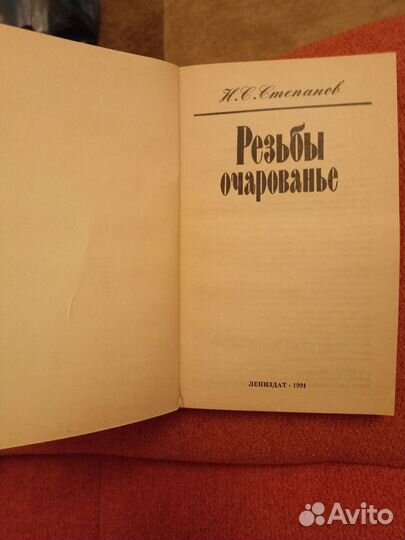 Н. С. Степанов
Резьбы
очарованье
ЛЕНИЗДАТ · 1991
Avito